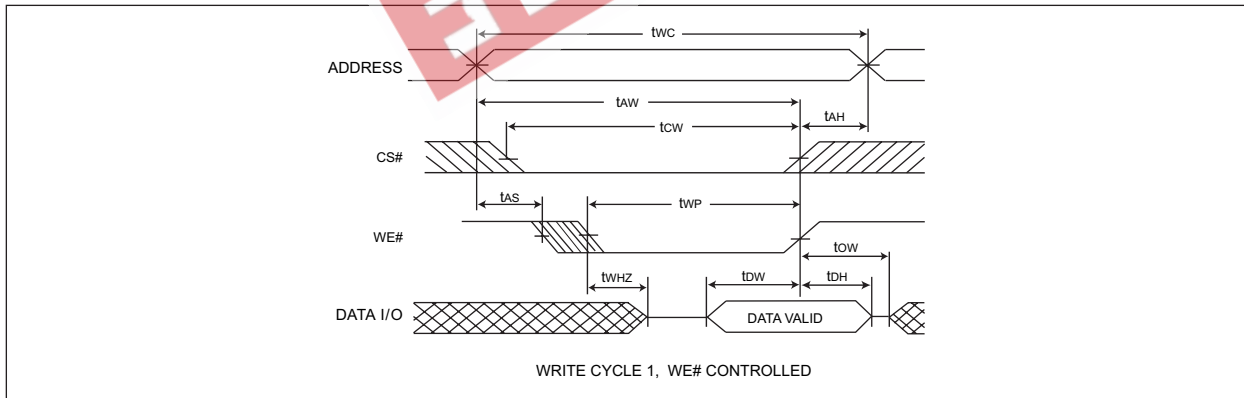 tWC
ADDRESS
tAW
tCW
tAH
CS#
tAS
tWP
WE#
tOW
tWHZ
tDW
tDH
DATA I/O
DATA VALID
WRITE CYCLE 1, WE# CONTROLLED